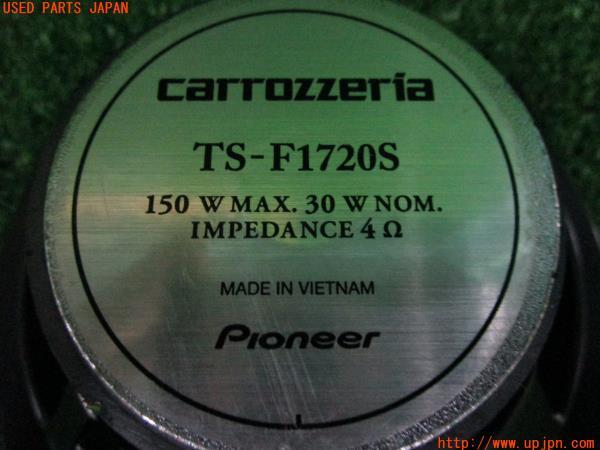 USED PARTS JAPAN
carrozzeria
TS-F1720S
150 W MAX. 30 W NOM.
IMPEDANCE 4 Ω
MADE IN VIETNAM
Pioneer
http://www.upjpn.com/